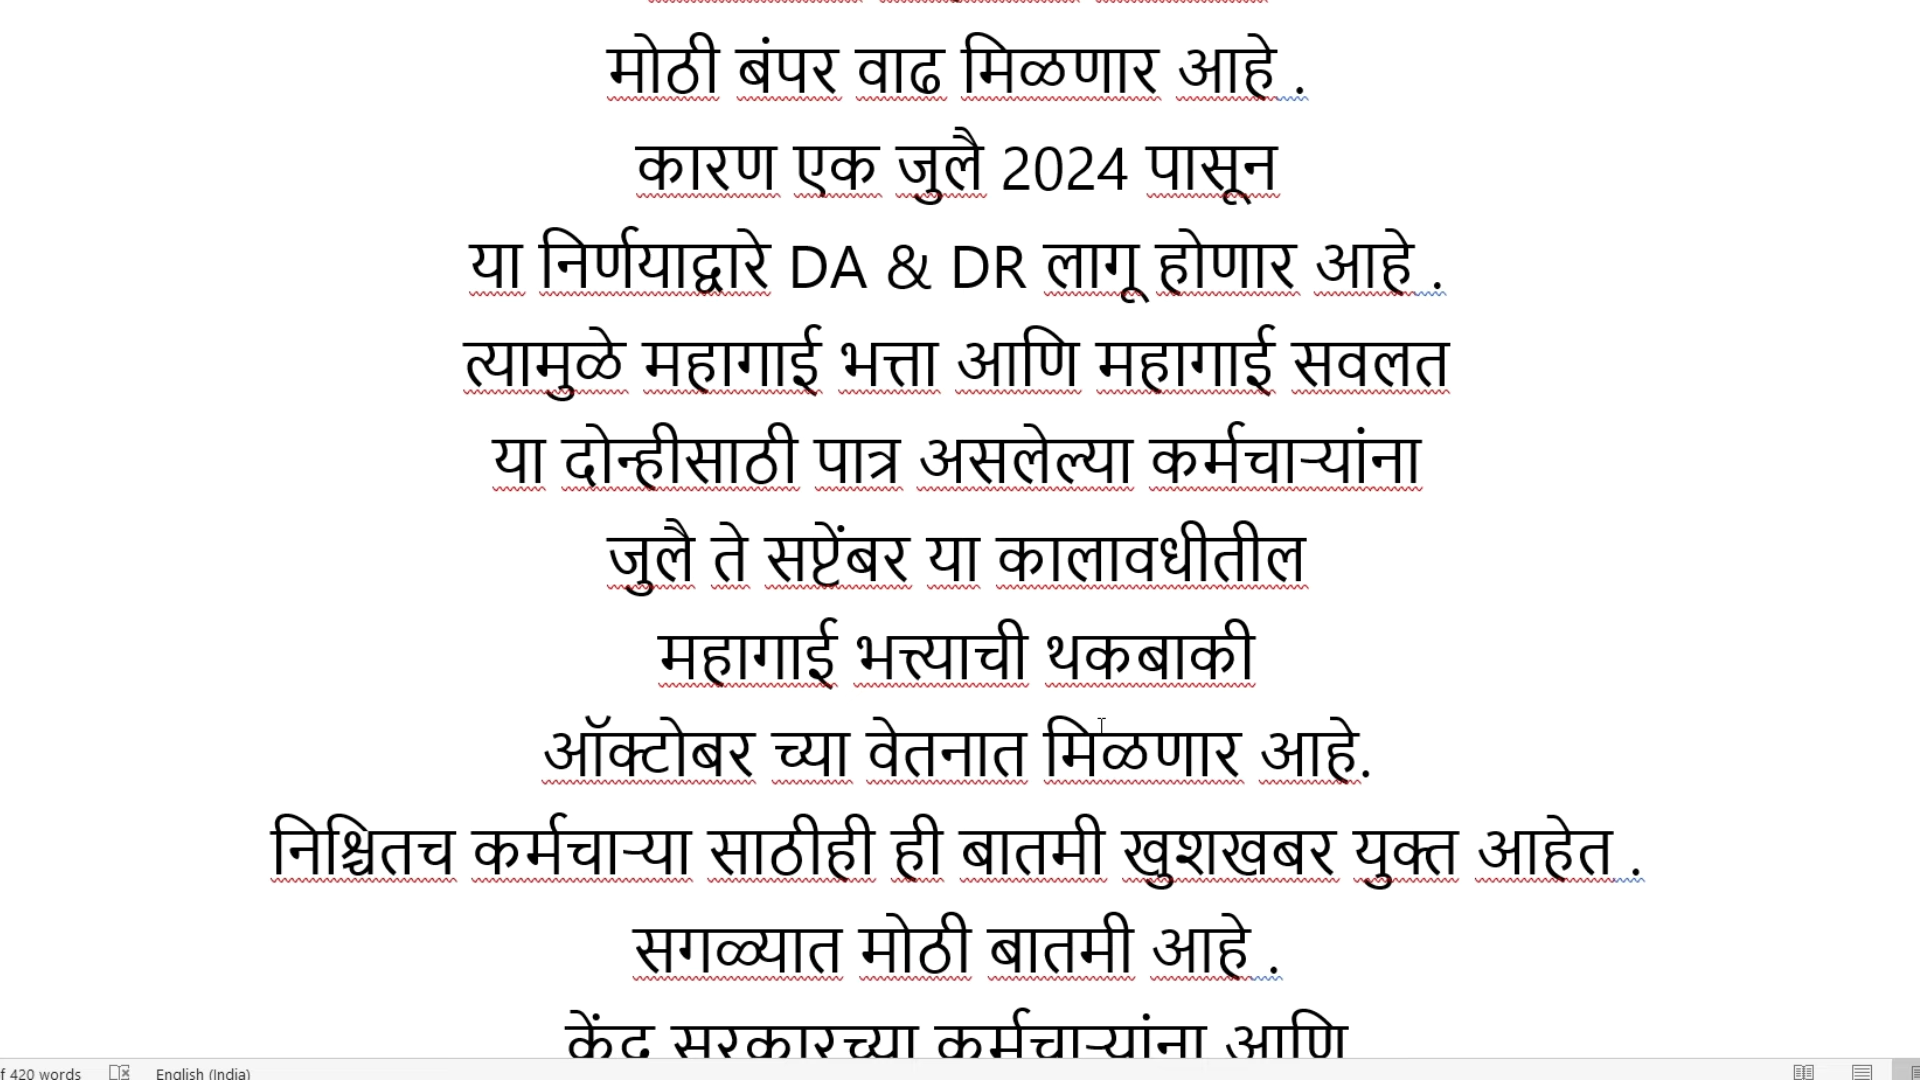 मोठी बंपर वाढ मिळणार आहे .
कारण एक जुलै 2024 पासून
या निर्णयाद्वारे DA & DR लागू होणार आहे .
त्यामुळे महागाई भत्ता आणि महागाई सवलत
या दोन्हीसाठी पात्र असलेल्या कर्मचाऱ्यांना
जुलै ते सप्टेंबर या कालावधीतील
महागाई भत्त्याची थकबाकी
ऑक्टोबर च्या वेतनात मिळणार आहे.
निश्चितच कर्मचाऱ्या साठीही ही बातमी खुशखबर युक्त आहेत .
सगळ्यात मोठी बातमी आहे .
केंद्र सरकारच्या कर्मचाऱ्यांना आणि
f 420 words English (India)